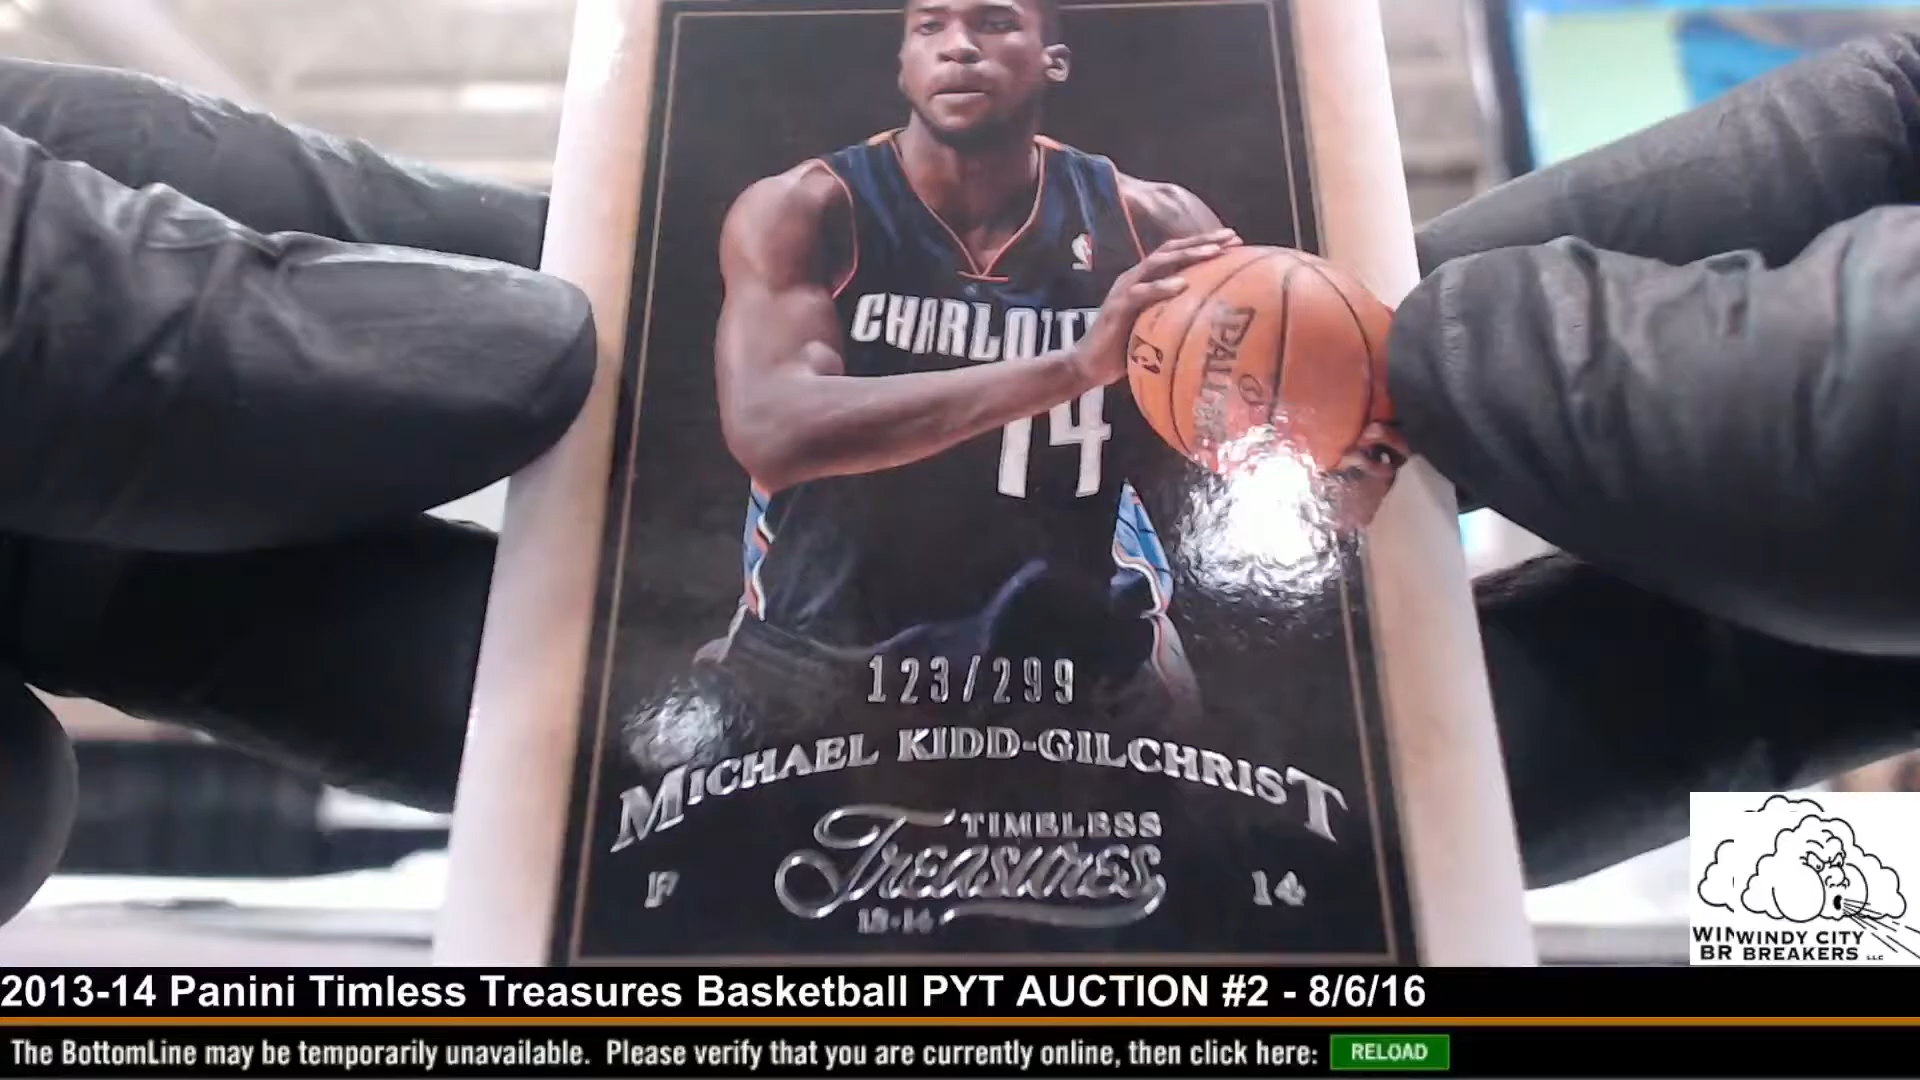 CHARLOTTE
SPALDING
14
123/299
MICHAEL KIDD-GILCHRIST
TIMELESS
TREASURES
F
14
13-14
WINDY CITY
BREAKERS LLC
2013-14 Panini Timless Treasures Basketball PYT AUCTION #2 - 8/6/16
The BottomLine may be temporarily unavailable. Please verify that you are currently online, then click here: RELOAD